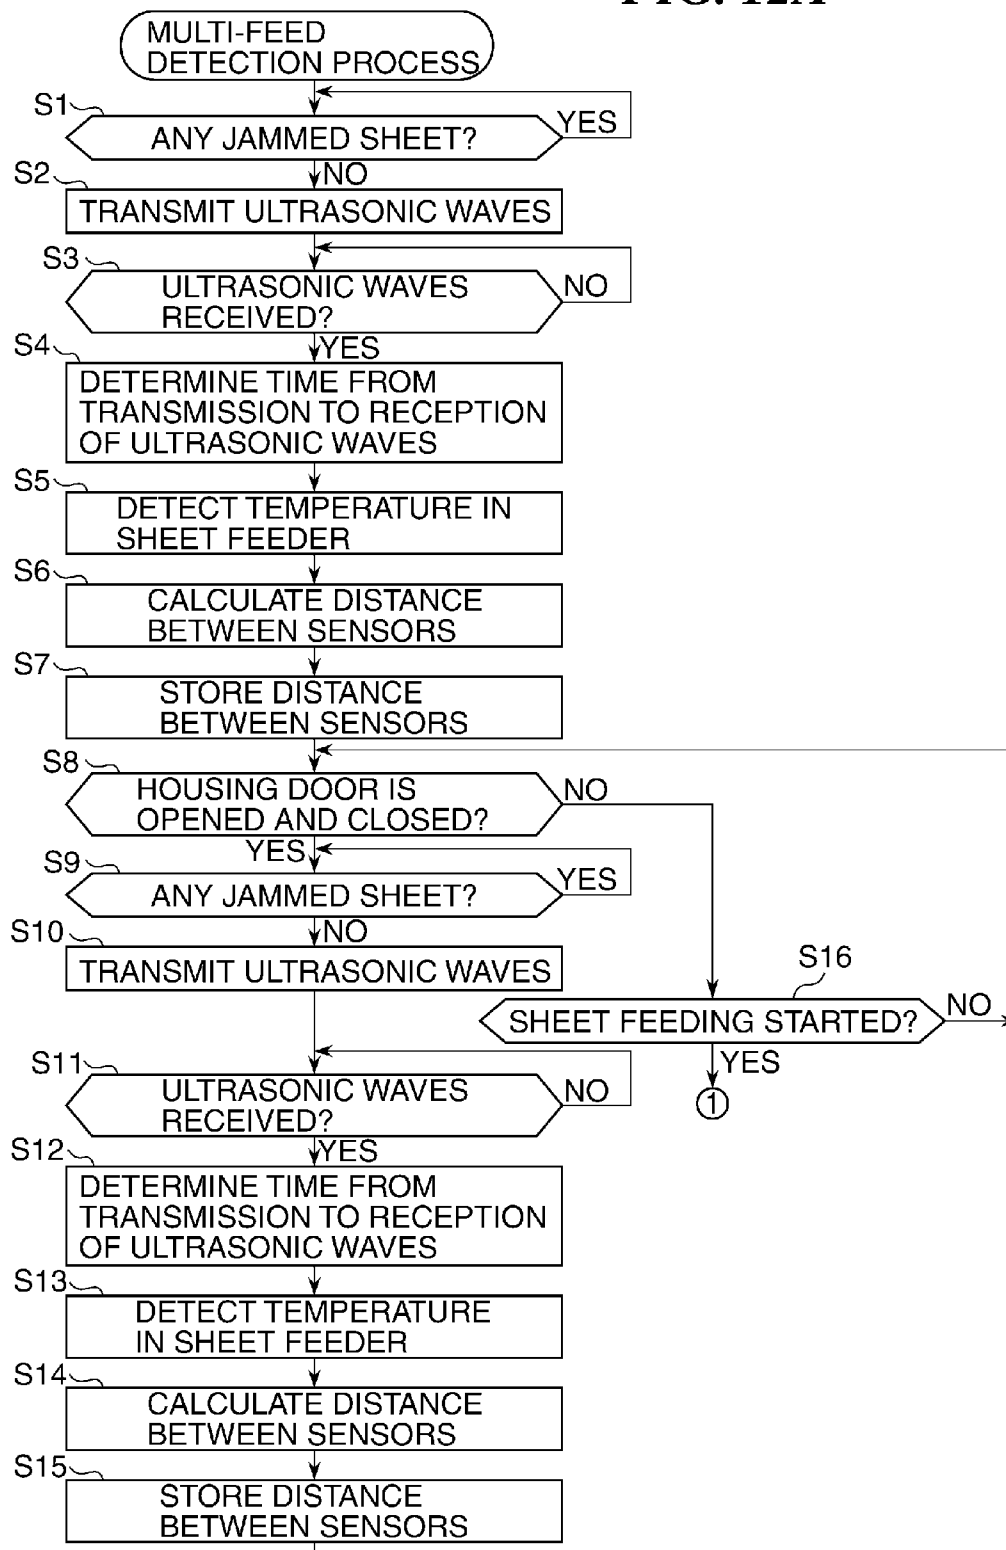 FIG. 12A
MULTI-FEED
DETECTION PROCESS
S1
ANY JAMMED SHEET?
YES
NO
S2
TRANSMIT ULTRASONIC WAVES
S3
ULTRASONIC WAVES
RECEIVED?
NO
YES
S4
DETERMINE TIME FROM
TRANSMISSION TO RECEPTION
OF ULTRASONIC WAVES
S5
DETECT TEMPERATURE IN
SHEET FEEDER
S6
CALCULATE DISTANCE
BETWEEN SENSORS
S7
STORE DISTANCE
BETWEEN SENSORS
S8
HOUSING DOOR IS
OPENED AND CLOSED?
NO
YES
S9
ANY JAMMED SHEET?
YES
NO
S10
TRANSMIT ULTRASONIC WAVES
S16
SHEET FEEDING STARTED?
NO
YES
1
S11
ULTRASONIC WAVES
RECEIVED?
NO
YES
S12
DETERMINE TIME FROM
TRANSMISSION TO RECEPTION
OF ULTRASONIC WAVES
S13
DETECT TEMPERATURE
IN SHEET FEEDER
S14
CALCULATE DISTANCE
BETWEEN SENSORS
S15
STORE DISTANCE
BETWEEN SENSORS